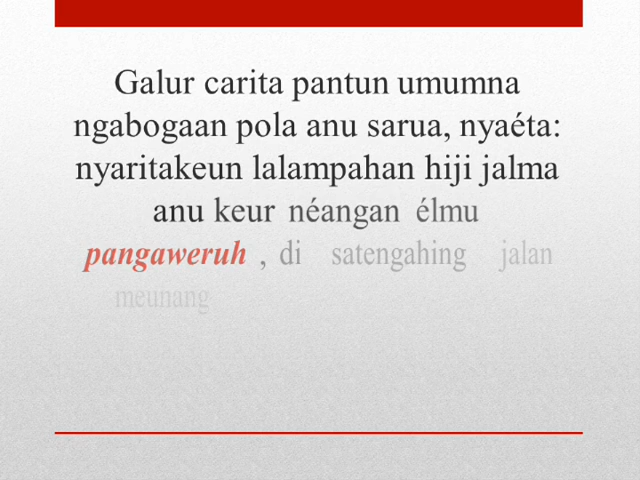 Galur carita pantun umumna
ngabogaan pola anu sarua, nyaéta:
nyaritakeun lalampahan hiji jalma
anu keur néangan élmu
pangaweruh , di satengahing jalan
meunang